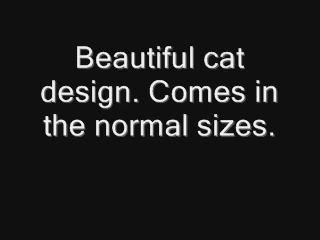 Beautiful cat
design. Comes in
the normal sizes.